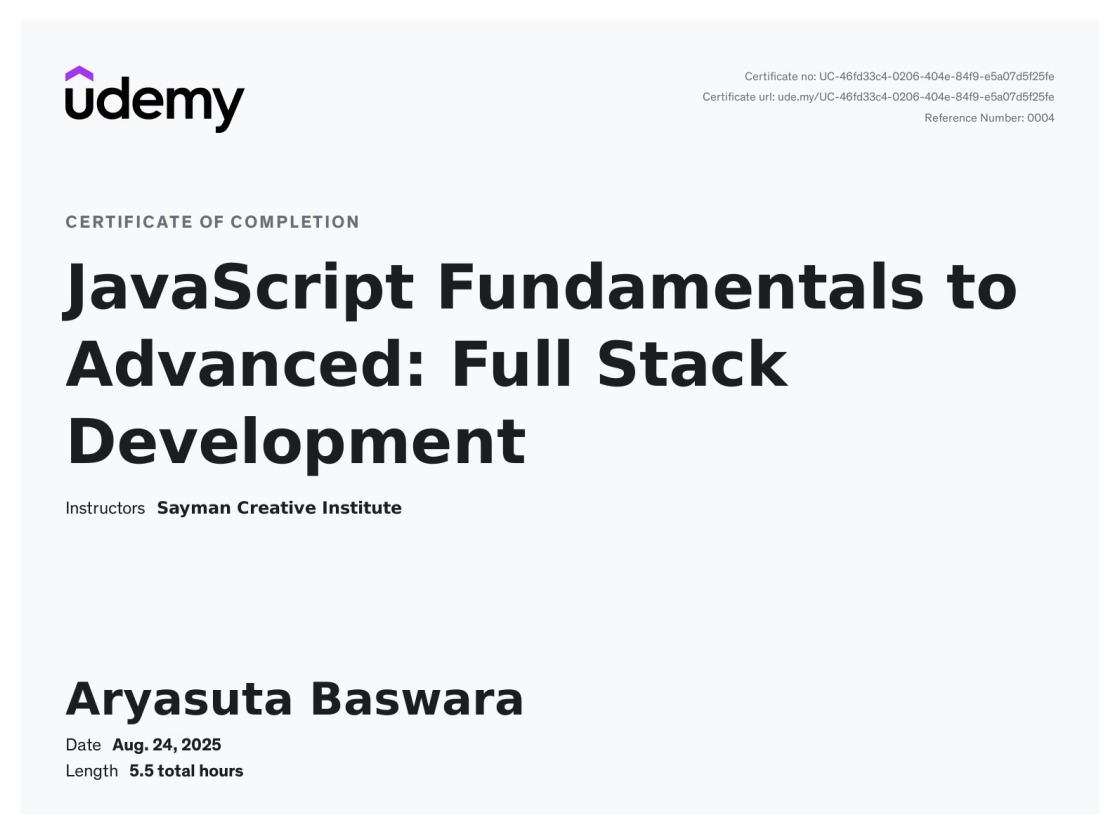 udemy
Certificate no: UC-46fd33c4-0206-404e-84f9-e5a07d5f25fe
Certificate url: ude.my/UC-46fd33c4-0206-404e-84f9-e5a07d5f25fe
Reference Number: 0004
CERTIFICATE OF COMPLETION
JavaScript Fundamentals to
Advanced: Full Stack
Development
Instructors Sayman Creative Institute
Aryasuta Baswara
Date Aug. 24, 2025
Length 5.5 total hours